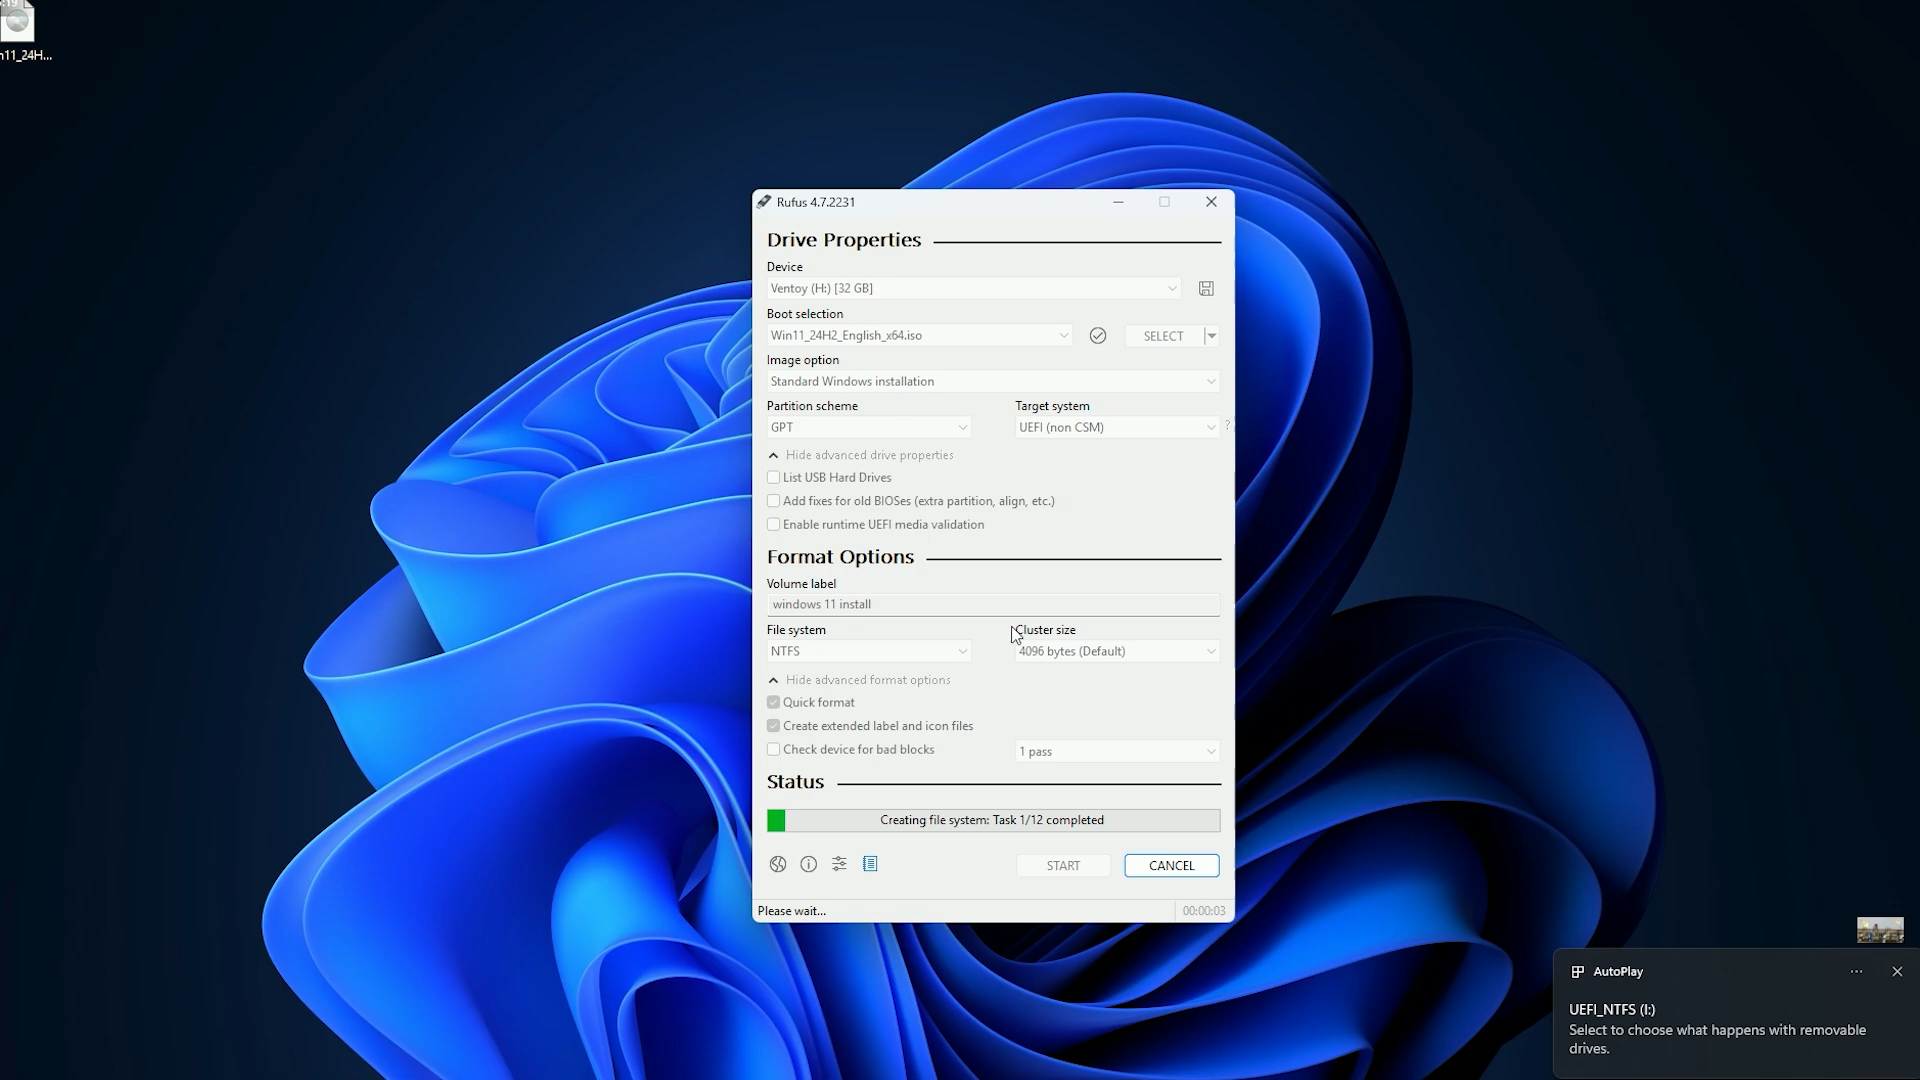 n11_24H...
Rufus 4.7.2231
Drive Properties
Device
Ventoy (H:) [32 GB]
Boot selection
Win11_24H2_English_x64.iso
SELECT
Image option
Standard Windows installation
Partition scheme
Target system
GPT
UEFI (non CSM)
?
Hide advanced drive properties
List USB Hard Drives
Add fixes for old BIOSes (extra partition, align, etc.)
Enable runtime UEFI media validation
Format Options
Volume label
windows 11 install
File system
Cluster size
NTFS
4096 bytes (Default)
Hide advanced format options
Quick format
Create extended label and icon files
Check device for bad blocks
1 pass
Status
Creating file system: Task 1/12 completed
START
CANCEL
Please wait...
00:00:03
AutoPlay
UEFI_NTFS (I:)
Select to choose what happens with removable
drives.